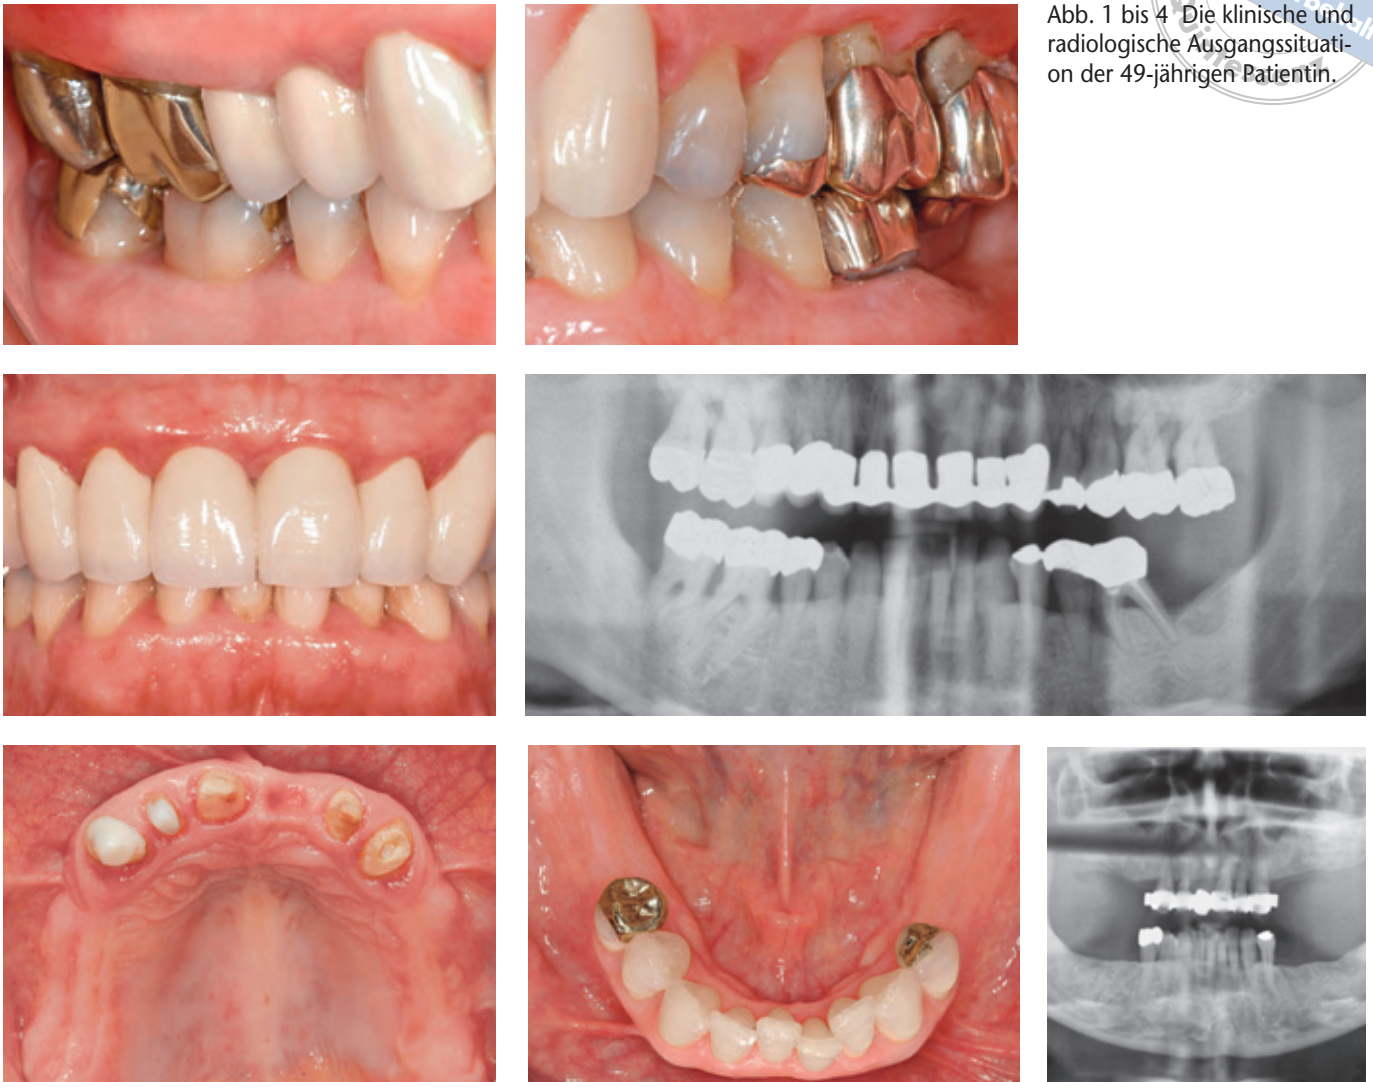 Abb. 1 bis 4 Die klinische und
radiologische Ausgangssituati-
on der 49-jährigen Patientin.